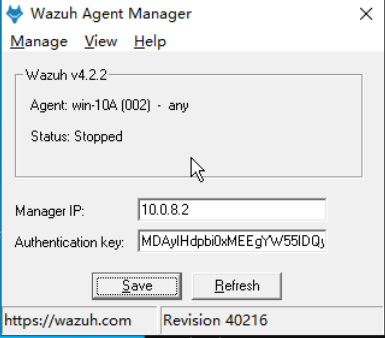 Wazuh Agent Manager
Manage View Help
Wazuh v4.2.2
Agent: win-10A (002) - any
Status: Stopped
Manager IP: 10.0.8.2
Authentication key: MDAyIHdpbi0xMEEgYW55IDQy
Save Refresh
https://wazuh.com Revision 40216